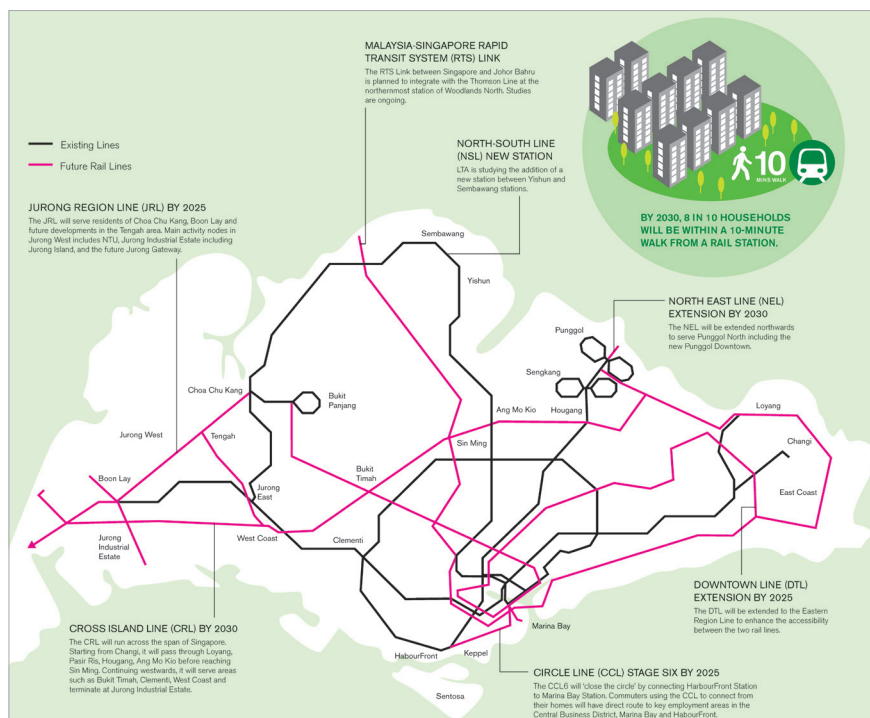 MALAYSIA-SINGAPORE RAPID
TRANSIT SYSTEM (RTS) LINK
The RTS Link between Singapore and Johor Bahru
is planned to integrate with the Thomson Line at the
northernmost station of Woodlands North. Studies
are ongoing.
10
MINS WALK
BY 2030, 8 IN 10 HOUSEHOLDS
WILL BE WITHIN A 10-MINUTE
WALK FROM A RAIL STATION.
Existing Lines
Future Rail Lines
NORTH-SOUTH LINE
(NSL) NEW STATION
LTA is studying the addition of a
new station between Yishun and
Sembawang stations.
JURONG REGION LINE (JRL) BY 2025
The JRL will serve residents of Choa Chu Kang, Boon Lay and
future developments in the Tengah area. Main activity nodes in
Jurong West includes NTU, Jurong Industrial Estate including
Jurong Island, and the future Jurong Gateway.
Sembawang
Yishun
NORTH EAST LINE (NEL)
EXTENSION BY 2030
The NEL will be extended northwards
to serve Punggol North including the
new Punggol Downtown.
Punggol
Sengkang
Choa Chu Kang
Bukit
Panjang
Ang Mo Kio
Hougang
Loyang
Jurong West
Tengah
Sin Ming
Changi
Boon Lay
Bukit
Timah
Jurong
East
East Coast
Jurong
Industrial
Estate
West Coast
Clementi
DOWNTOWN LINE (DTL)
EXTENSION BY 2025
The DTL will be extended to the Eastern
Region Line to enhance the accessibility
between the two rail lines.
CROSS ISLAND LINE (CRL) BY 2030
The CRL will run across the span of Singapore.
Starting from Changi, it will pass through Loyang,
Pasir Ris, Hougang, Ang Mo Kio before reaching
Sin Ming. Continuing westwards, it will serve areas
such as Bukit Timah, Clementi, West Coast and
terminate at Jurong Industrial Estate.
Marina Bay
HabourFront
Keppel
Sentosa
CIRCLE LINE (CCL) STAGE SIX BY 2025
The CCL6 will 'close the circle' by connecting HarbourFront Station
to Marina Bay Station. Commuters using the CCL to connect from
their homes will have direct route to key employment areas in the
Central Business District, Marina Bay and HabourFront.